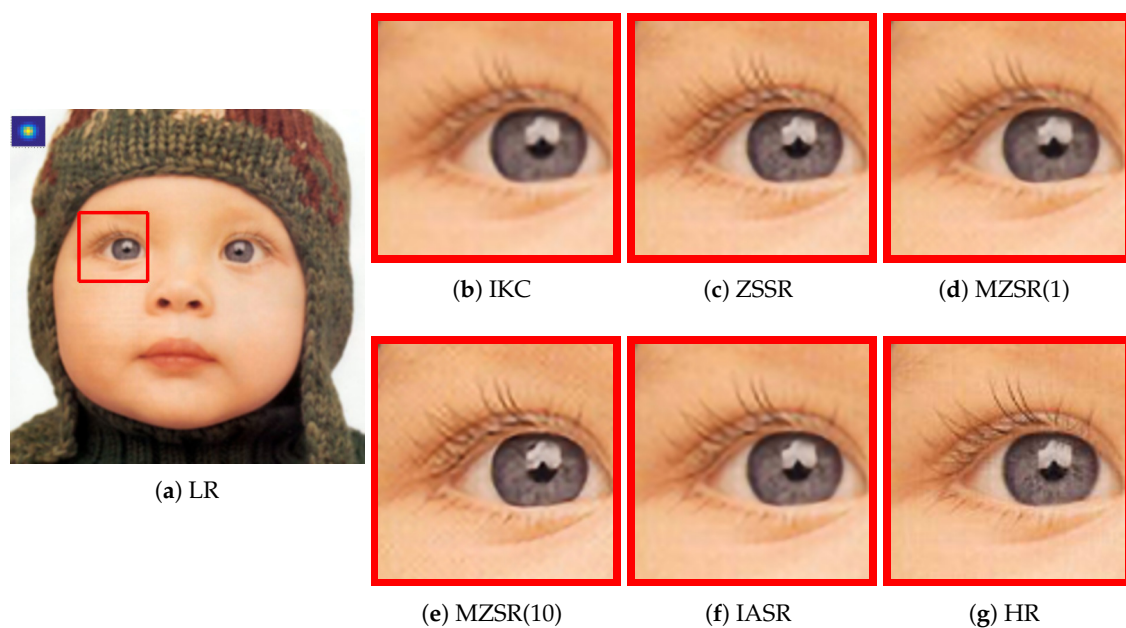 (b) IKC
(c) ZSSR
(d) MZSR(1)
(a) LR
(e) MZSR(10)
(f) IASR
(g) HR